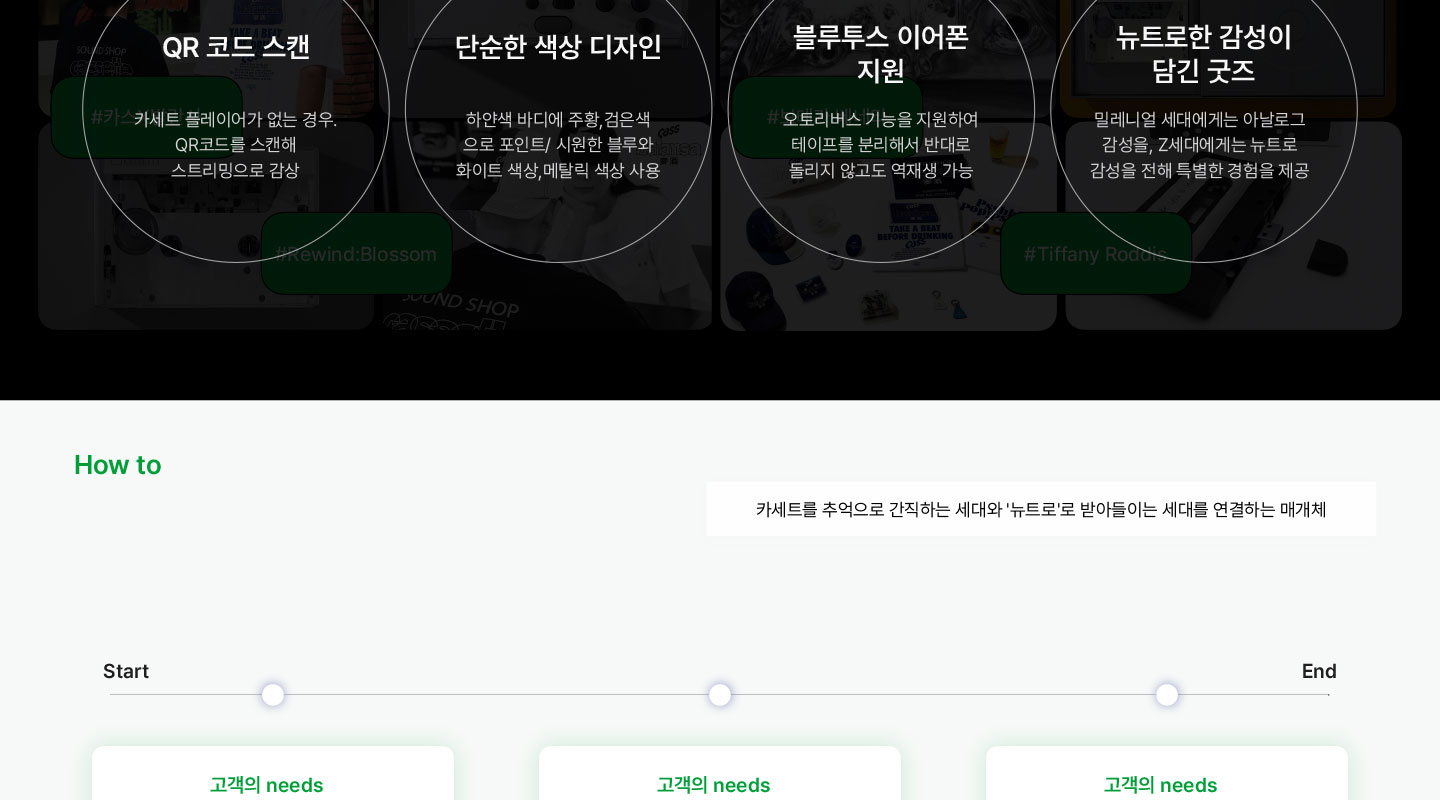 QR 코드 스캔
카세트 플레이어가 없는 경우.
QR코드를 스캔해
스트리밍으로 감상
단순한 색상 디자인
하얀색 바디에 주황,검은색
으로 포인트/ 시원한 블루와
화이트 색상,메탈릭 색상 사용
블루투스 이어폰
지원
오토리버스 기능을 지원하여
테이프를 분리해서 반대로
돌리지 않고도 역재생 가능
뉴트로한 감성이
담긴 굿즈
밀레니얼 세대에게는 아날로그
감성을, Z세대에게는 뉴트로
감성을 전해 특별한 경험을 제공
#Rewind:Blossom
#Tiffany Roddis
SOUND SHOP
TAKE A BEAT
BEFORE DRINKING
Cass
SOUND SHOP
How to
카세트를 추억으로 간직하는 세대와 '뉴트로'로 받아들이는 세대를 연결하는 매개체
Start
End
고객의 needs
고객의 needs
고객의 needs